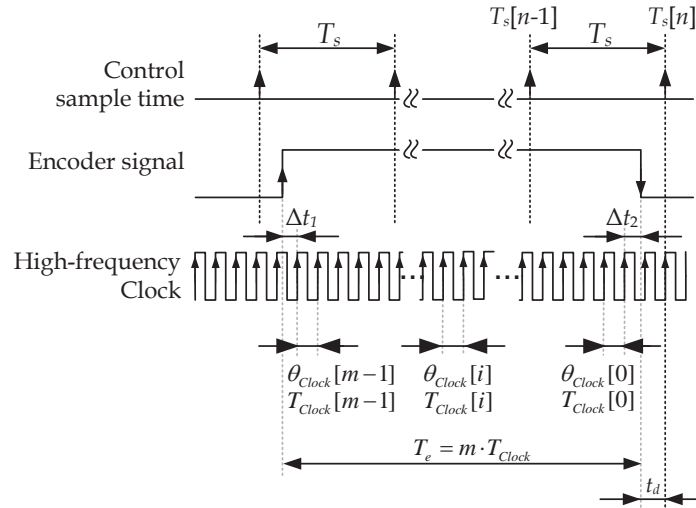 T_s[n-1] T_s[n]
T_s T_s
Control
sample time
Encoder signal
Δt_1 Δt_2
High-frequency
Clock
... ...
θ_Clock[m−1] θ_Clock[i] θ_Clock[0]
T_Clock[m−1] T_Clock[i] T_Clock[0]
T_e = m · T_Clock
t_d